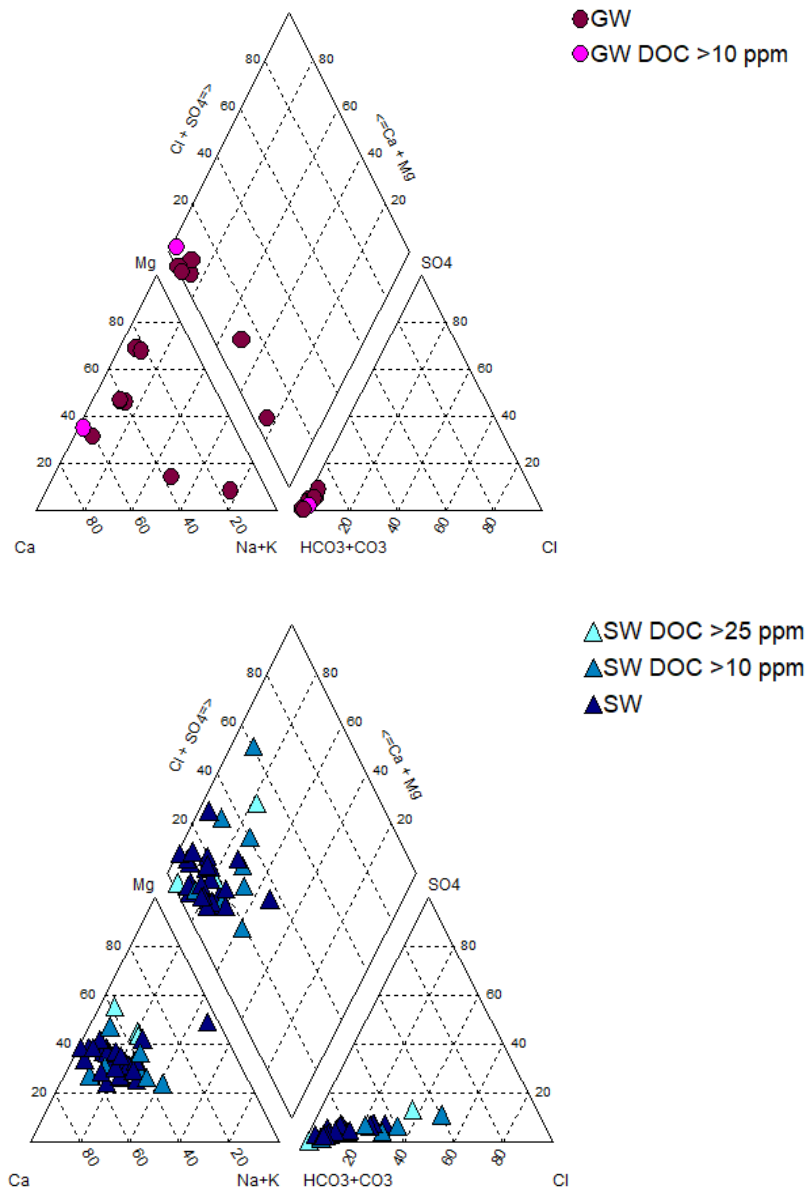 GW
GW DOC >10 ppm
80 80
Cl + SO4=> <=Ca + Mg
60 60
40 40
20 20
Mg SO4
80 80
60 60
40 40
20 20
80 60 40 20 20 40 60 80
Ca Na+K HCO3+CO3 Cl
SW DOC >25 ppm
SW DOC >10 ppm
SW
80 80
Cl + SO4=> <=Ca + Mg
60 60
40 40
20 20
Mg SO4
80 80
60 60
40 40
20 20
80 60 40 20 20 40 60 80
Ca Na+K HCO3+CO3 Cl